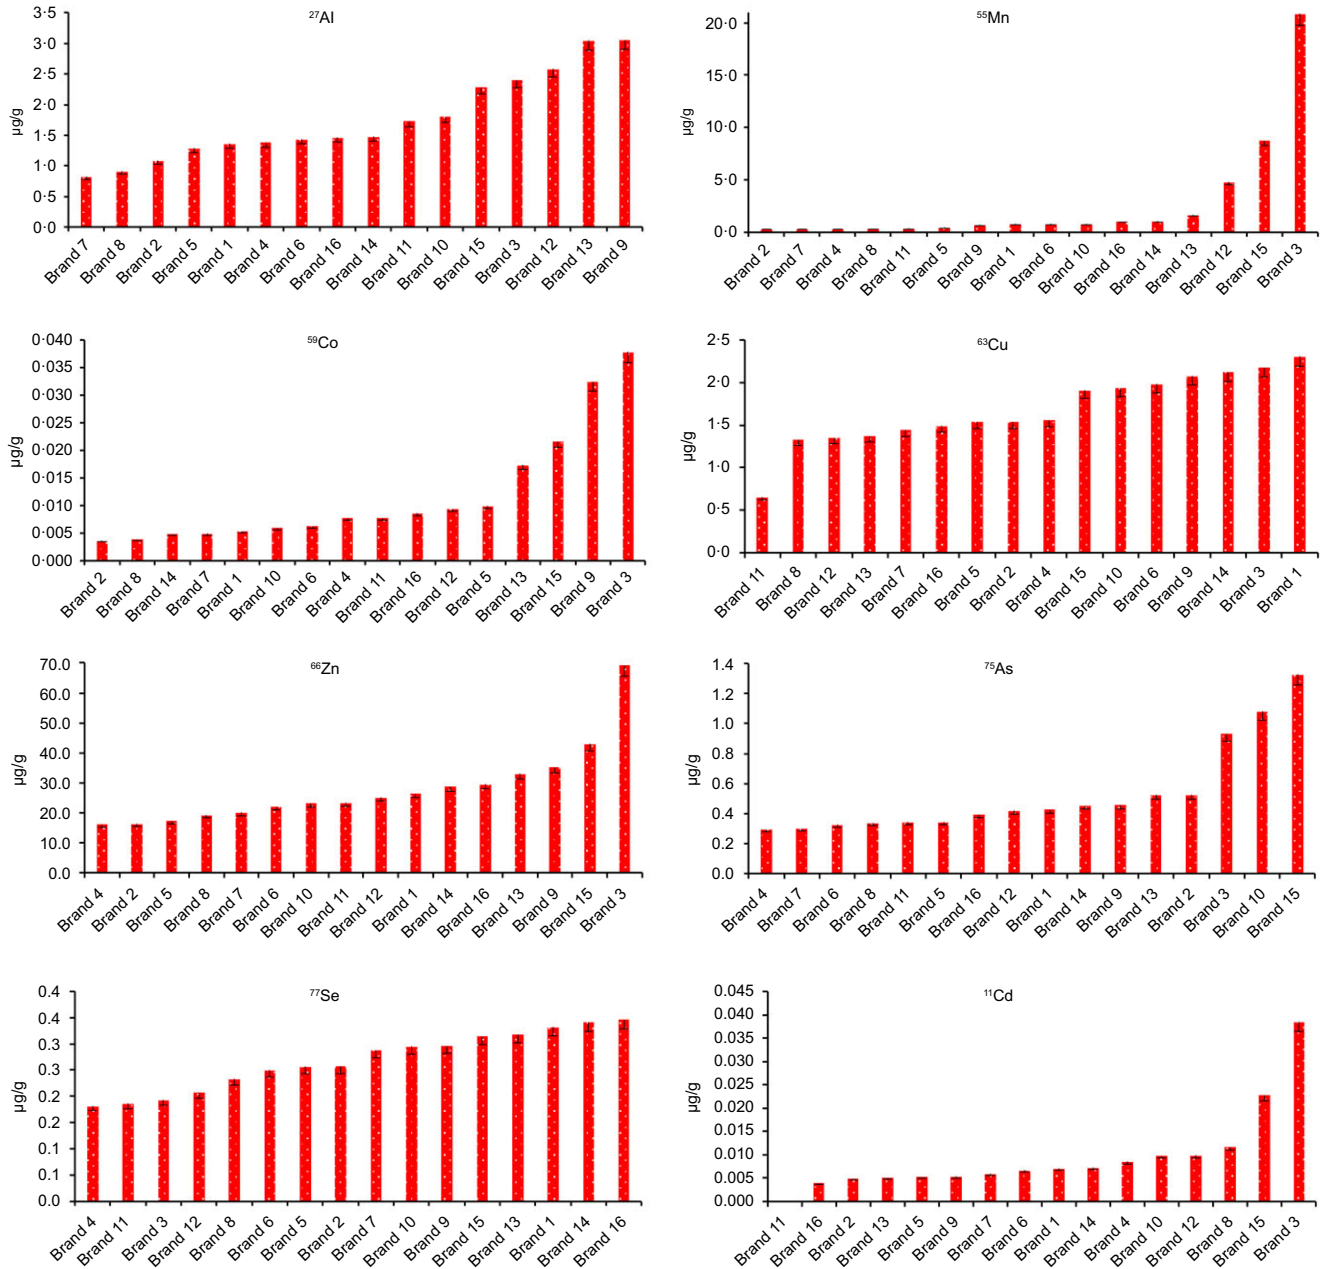 ²⁷Al
3·5
3·0
2·5
2·0
1·5
1·0
0·5
0·0
µg/g
Brand 7
Brand 8
Brand 2
Brand 5
Brand 1
Brand 4
Brand 6
Brand 16
Brand 14
Brand 11
Brand 10
Brand 15
Brand 3
Brand 12
Brand 13
Brand 9
⁵⁵Mn
20·0
15·0
10·0
5·0
0·0
µg/g
Brand 2
Brand 7
Brand 4
Brand 8
Brand 11
Brand 5
Brand 9
Brand 1
Brand 6
Brand 10
Brand 16
Brand 14
Brand 13
Brand 12
Brand 15
Brand 3
⁵⁹Co
0·040
0·035
0·030
0·025
0·020
0·015
0·010
0·005
0·000
µg/g
Brand 2
Brand 8
Brand 14
Brand 7
Brand 1
Brand 10
Brand 6
Brand 4
Brand 11
Brand 16
Brand 12
Brand 5
Brand 13
Brand 15
Brand 9
Brand 3
⁶³Cu
2·5
2·0
1·5
1·0
0·5
0·0
µg/g
Brand 11
Brand 8
Brand 12
Brand 13
Brand 7
Brand 16
Brand 5
Brand 2
Brand 4
Brand 15
Brand 10
Brand 6
Brand 9
Brand 14
Brand 3
Brand 1
⁶⁶Zn
70.0
60.0
50.0
40.0
30.0
20.0
10.0
0.0
µg/g
Brand 4
Brand 2
Brand 5
Brand 8
Brand 7
Brand 6
Brand 10
Brand 11
Brand 12
Brand 1
Brand 14
Brand 16
Brand 13
Brand 9
Brand 15
Brand 3
⁷⁵As
1.4
1.2
1.0
0.8
0.6
0.4
0.2
0.0
µg/g
Brand 4
Brand 7
Brand 6
Brand 8
Brand 11
Brand 5
Brand 16
Brand 12
Brand 1
Brand 14
Brand 9
Brand 13
Brand 2
Brand 3
Brand 10
Brand 15
⁷⁷Se
0.4
0.4
0.3
0.3
0.2
0.2
0.1
0.1
0.0
µg/g
Brand 4
Brand 11
Brand 3
Brand 12
Brand 8
Brand 6
Brand 5
Brand 2
Brand 7
Brand 10
Brand 9
Brand 15
Brand 13
Brand 1
Brand 14
Brand 16
¹¹Cd
0.045
0.040
0.035
0.030
0.025
0.020
0.015
0.010
0.005
0.000
µg/g
Brand 11
Brand 16
Brand 2
Brand 13
Brand 5
Brand 9
Brand 7
Brand 6
Brand 1
Brand 14
Brand 4
Brand 10
Brand 12
Brand 8
Brand 15
Brand 3